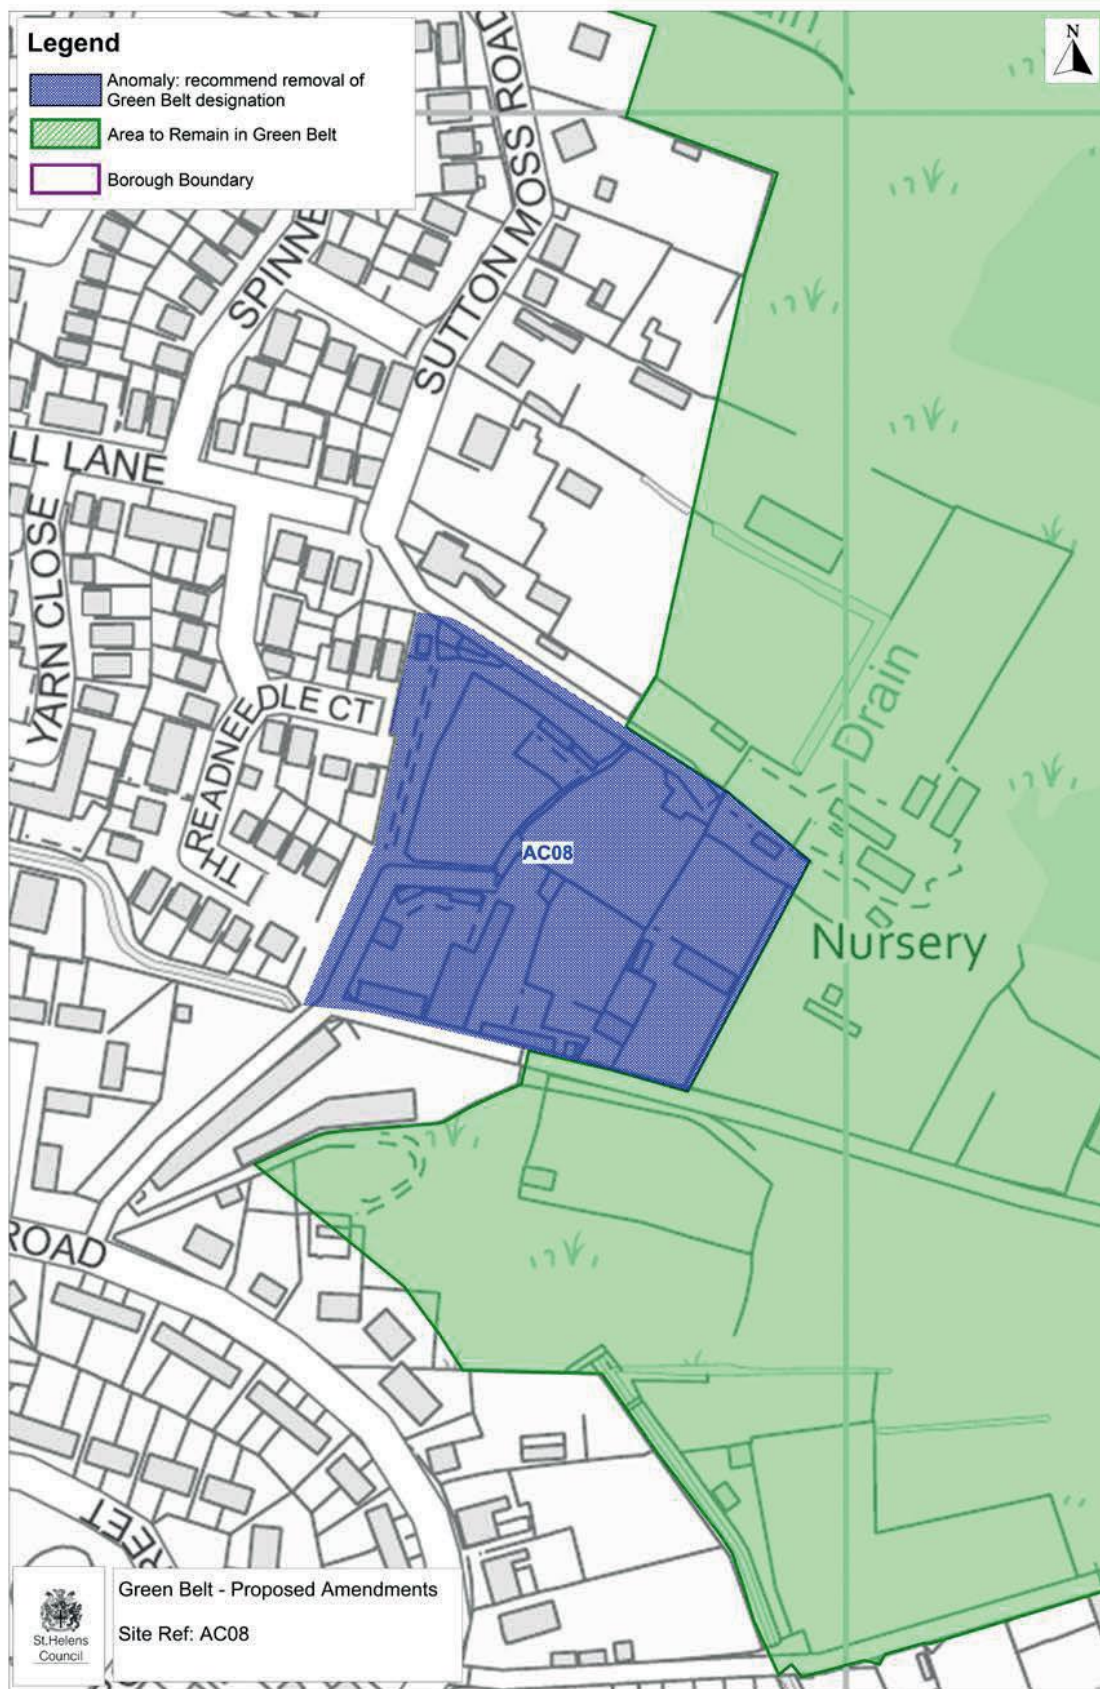 Legend
Anomaly: recommend removal of
Green Belt designation
Area to Remain in Green Belt
Borough Boundary
N
SUTTON MOSS ROAD
SPINNE
LL LANE
YARN CLOSE
THREADNEEDLE CT
AC08
Drain
Nursery
ROAD
REET
St.Helens
Council
Green Belt - Proposed Amendments
Site Ref: AC08